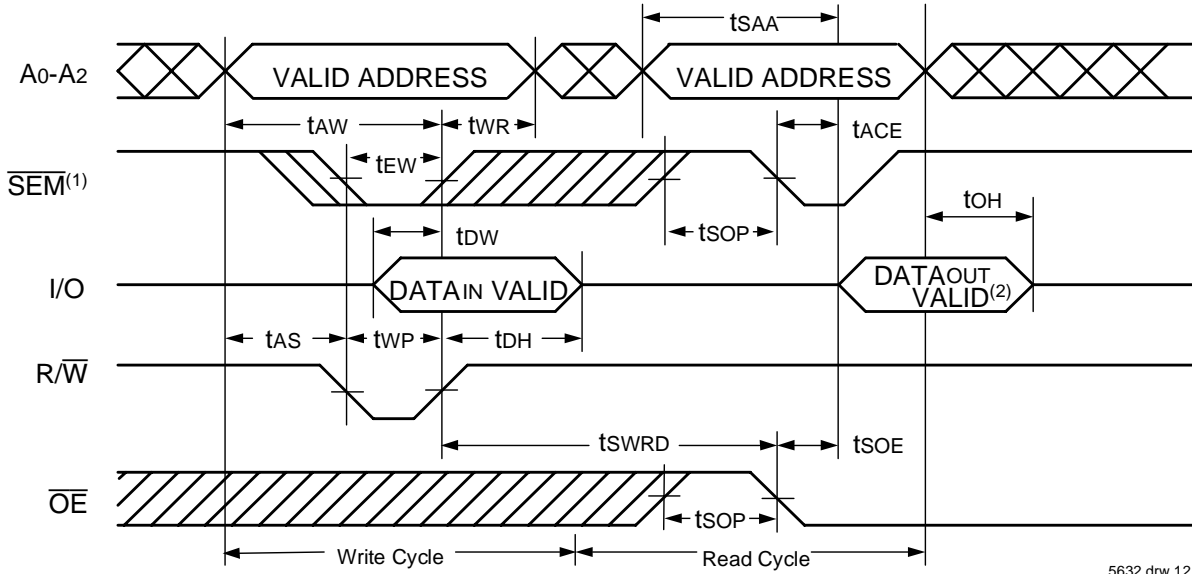 tSAA
A0-A2
VALID ADDRESS
VALID ADDRESS
tAW
tWR
tACE
SEM(1)
tEW
tOH
tSOP
tDW
I/O
DATAIN VALID
DATAOUT
VALID(2)
tAS
tWP
tDH
R/W
tSWRD
tSOE
OE
tSOP
Write Cycle
Read Cycle
5632 drw 12